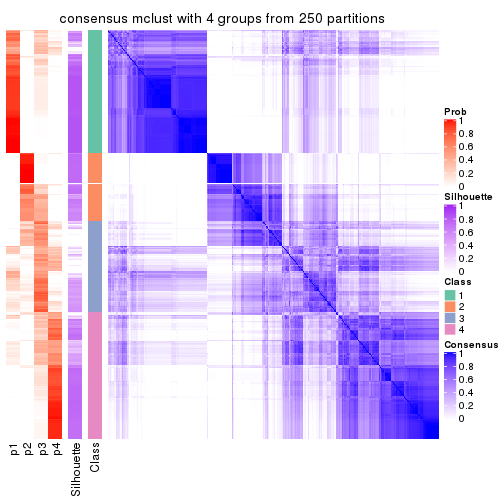 consensus mclust with 4 groups from 250 partitions
Prob
1
0.8
0.6
0.4
0.2
0
Silhouette
1
0.8
0.6
0.4
0.2
0
Class
1
2
3
4
Consensus
1
0.8
0.6
0.4
0.2
0
p1
p2
p3
p4
Silhouette
Class